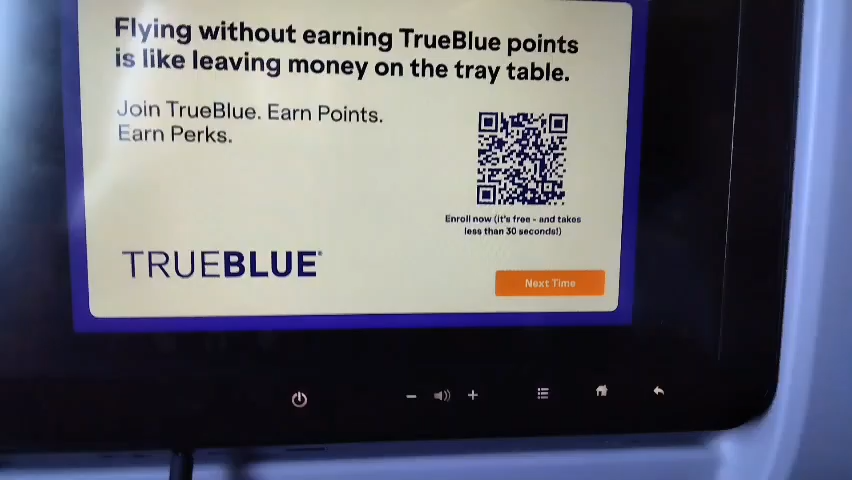 Flying without earning TrueBlue points
is like leaving money on the tray table.
Join TrueBlue. Earn Points.
Earn Perks.
Enroll now (it's free - and takes
less than 30 seconds!)
TRUEBLUE®
Next Time